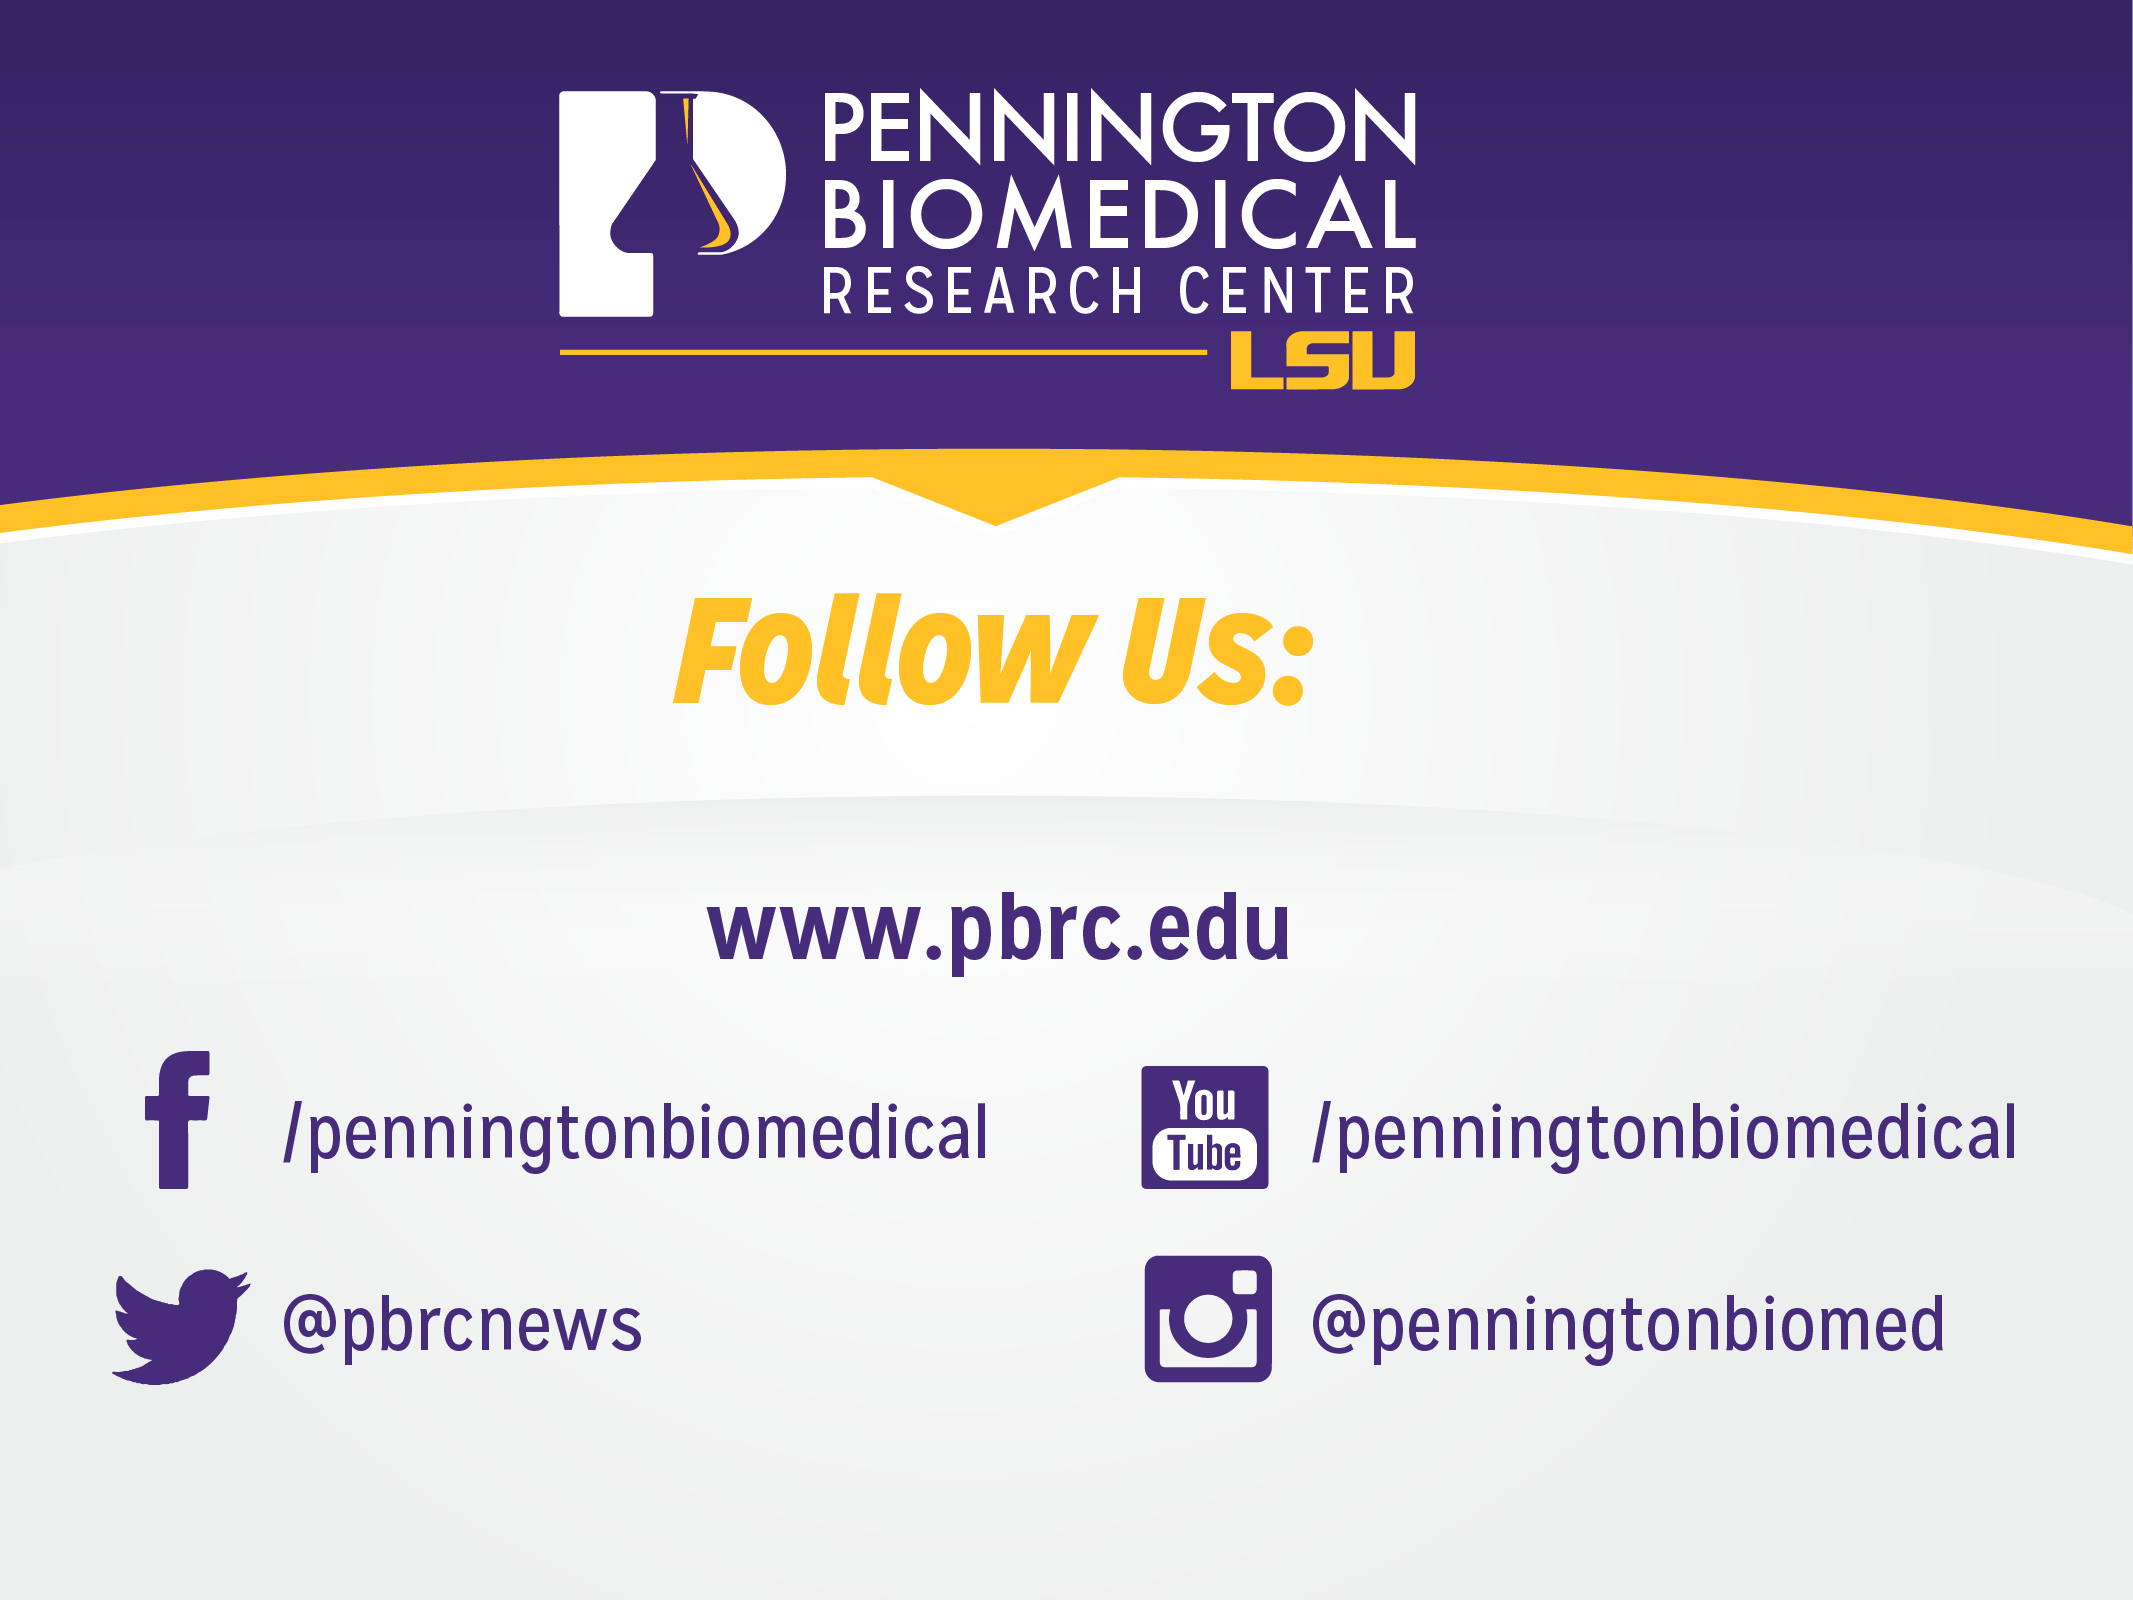 PENNINGTON
BIOMEDICAL
RESEARCH CENTER
LSU
Follow Us:
www.pbrc.edu
f /penningtonbiomedical
You
Tube
/penningtonbiomedical
@pbrcnews
@penningtonbiomed